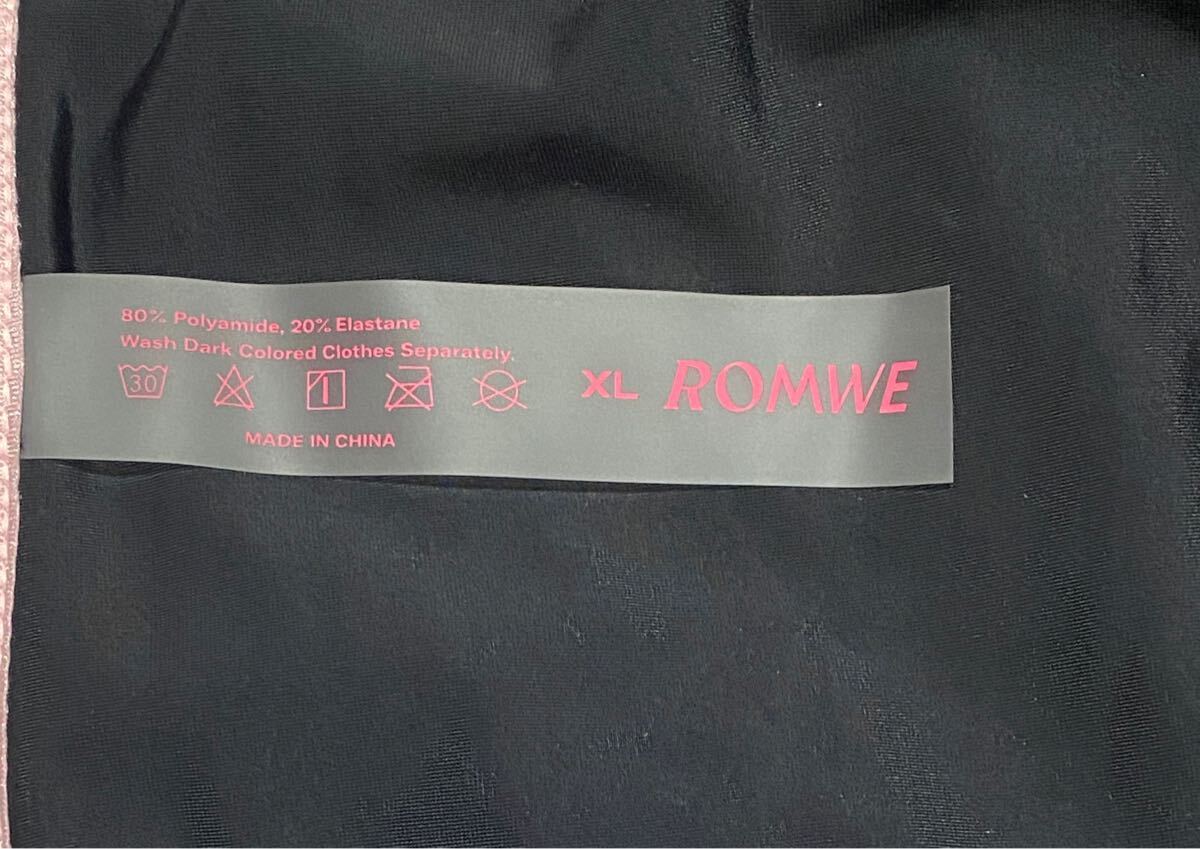 80% Polyamide, 20% Elastane
Wash Dark Colored Clothes Separately.
30
XL ROMWE
MADE IN CHINA